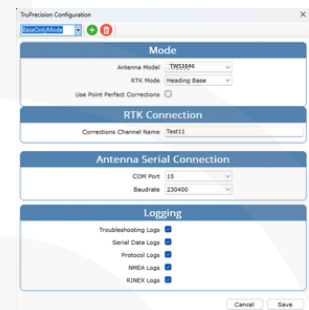 TruPrecision Configuration
BaseOnlyMode
Mode
Antenna Model TW5384G
RTK Mode Heading Base
Use Point Perfect Corrections
RTK Connection
Corrections Channel Name Test11
Antenna Serial Connection
COM Port 15
Baudrate 230400
Logging
Troubleshooting Logs
Serial Data Logs
Protocol Logs
NMEA Logs
RINEX Logs
Cancel Save